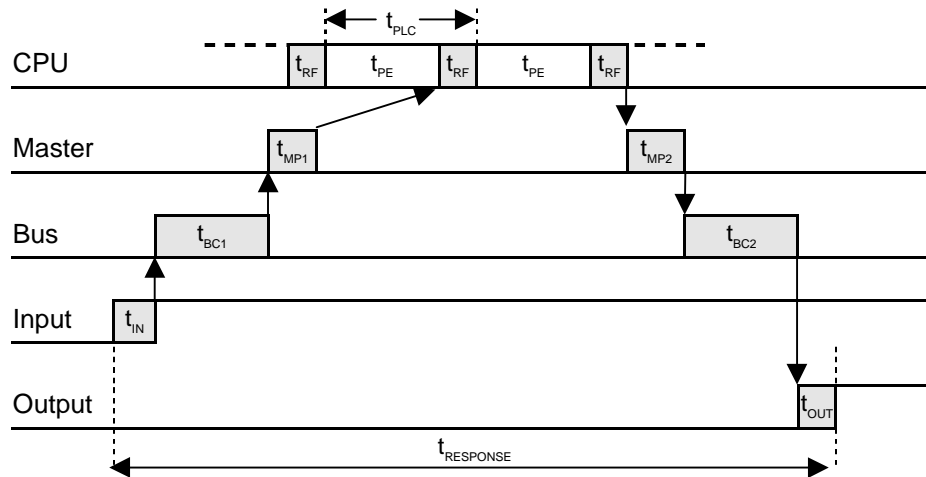 t_PLC
CPU t_RF t_PE t_RF t_PE t_RF
Master t_MP1 t_MP2
Bus t_BC1 t_BC2
Input t_IN
Output t_OUT
t_RESPONSE